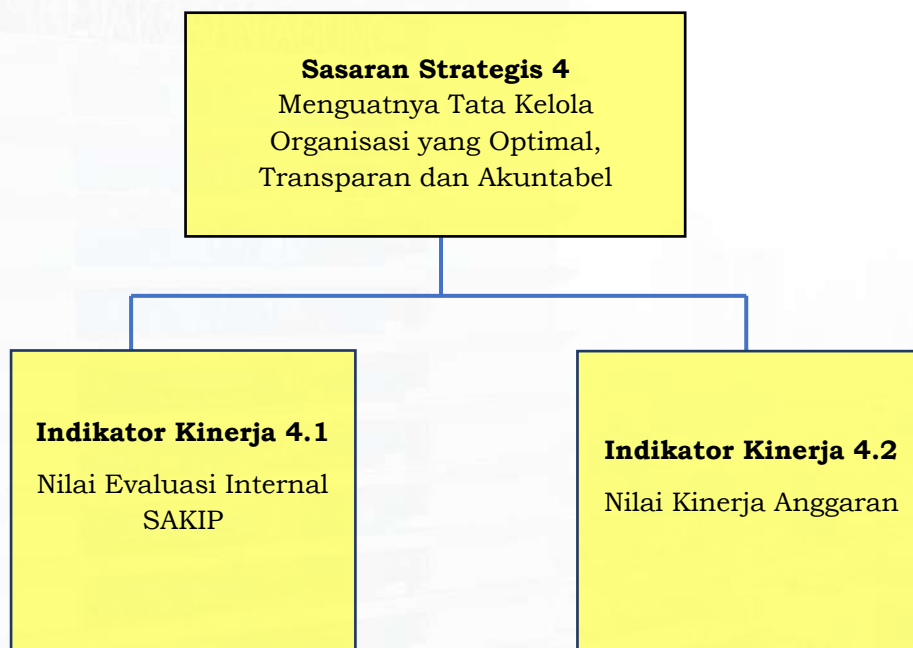 Sasaran Strategis 4
Menguatnya Tata Kelola
Organisasi yang Optimal,
Transparan dan Akuntabel
Indikator Kinerja 4.1
Nilai Evaluasi Internal
SAKIP
Indikator Kinerja 4.2
Nilai Kinerja Anggaran